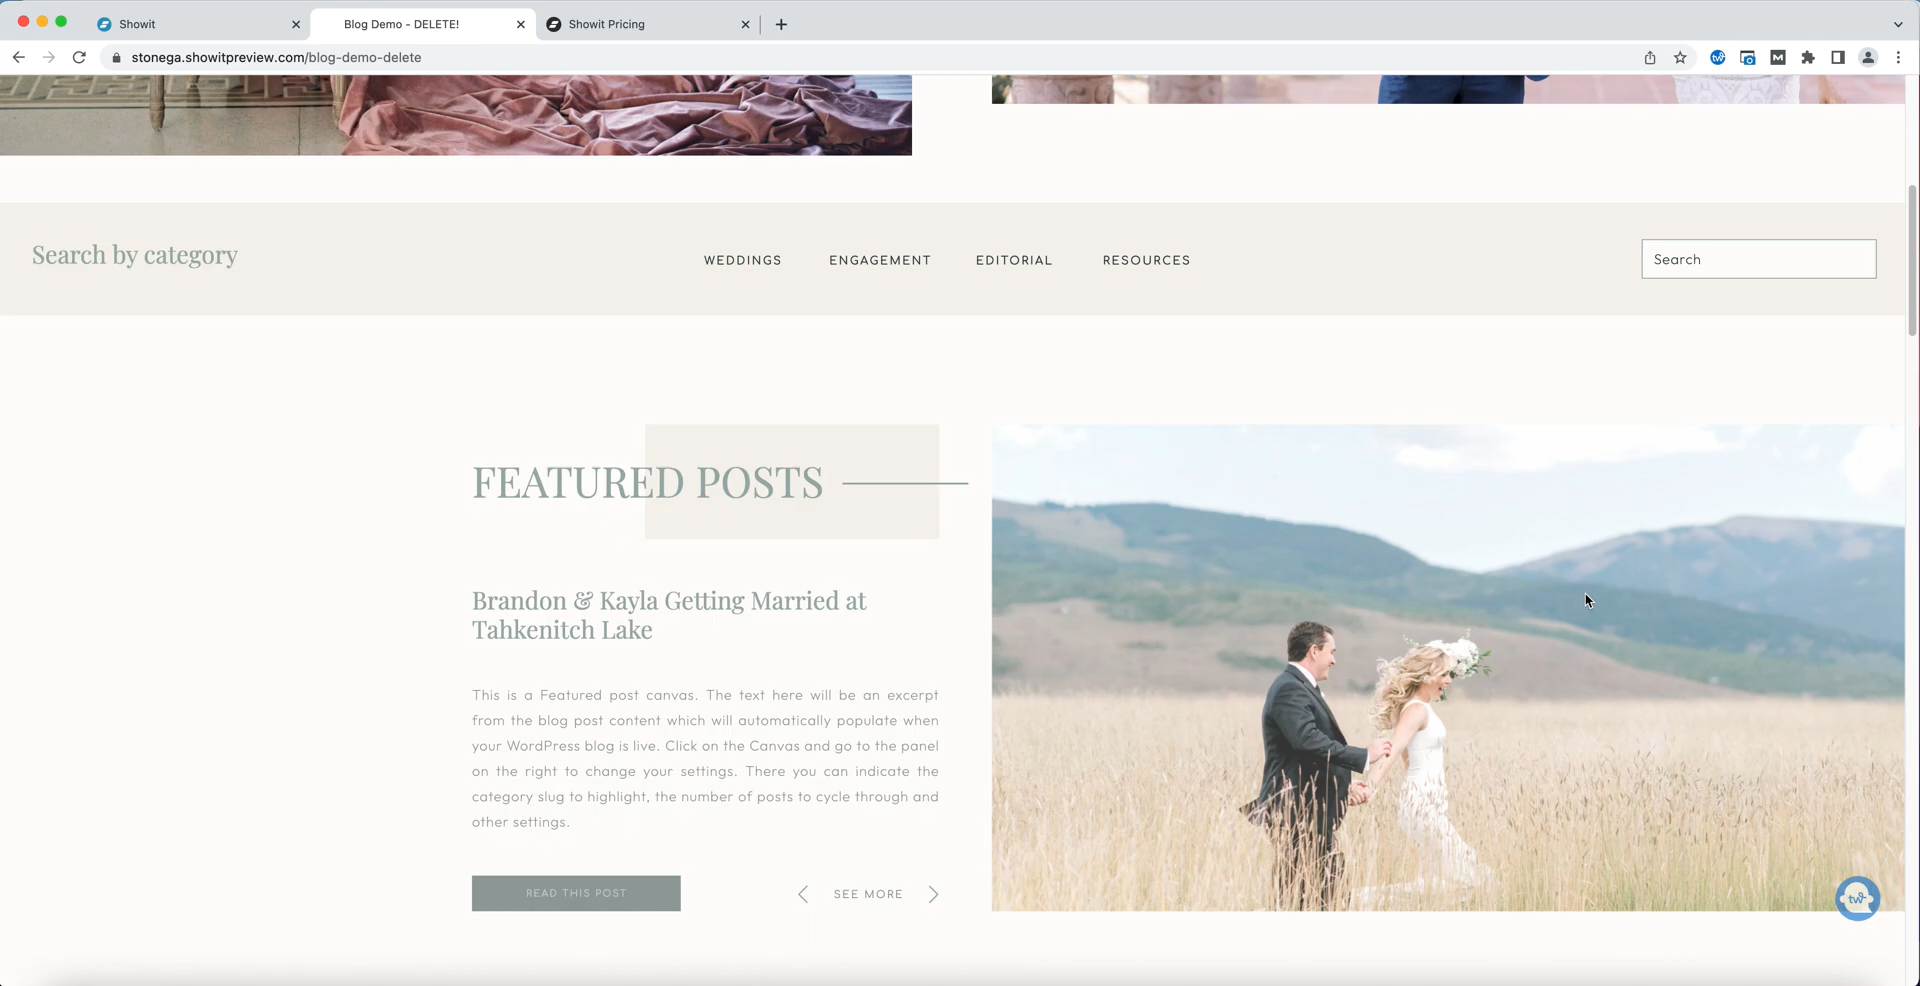 Showit
Blog Demo - DELETE!
Showit Pricing
stonega.showitpreview.com/blog-demo-delete
Search by category
WEDDINGS
ENGAGEMENT
EDITORIAL
RESOURCES
Search
FEATURED POSTS
Brandon & Kayla Getting Married at
Tahkenitch Lake
This is a Featured post canvas. The text here will be an excerpt
from the blog post content which will automatically populate when
your WordPress blog is live. Click on the Canvas and go to the panel
on the right to change your settings. There you can indicate the
category slug to highlight, the number of posts to cycle through and
other settings.
READ THIS POST
SEE MORE
tw